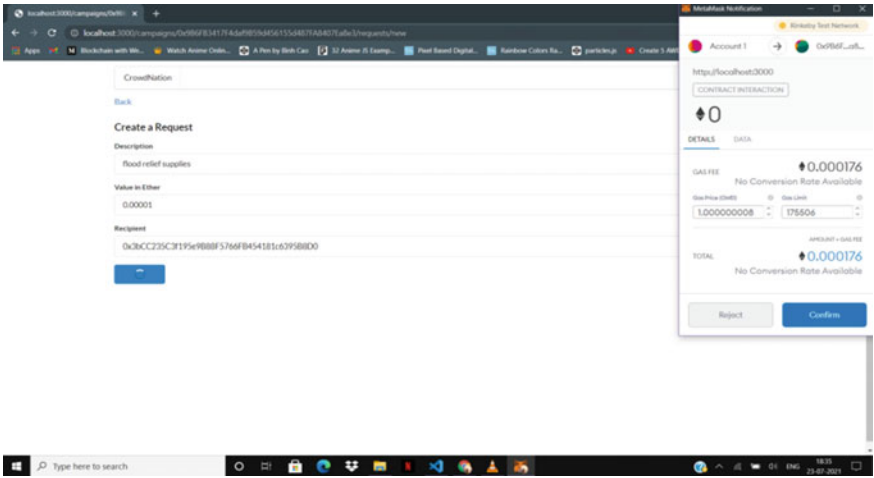 localhost:3000/campaigns/0x9
MetaMask Notification
localhost:3000/campaigns/
/requests/new
Rinkeby Test Network
Apps
Blockchain with We...
Watch Anime Onlin...
A Pen by Binh Cao
32 Anime JS Examp...
Pixel Based Digital...
Rainbow Colors Ra...
particles.js
Account 1
CrowdNation
Back
Create a Request
Description
flood relief supplies
Value in Ether
0.00001
Recipient
http://localhost:3000
CONTRACT INTERACTION
0
DETAILS
DATA
GAS FEE
0.000176
No Conversion Rate Available
Gas Price (GWEI)
Gas Limit
1.000000008
175506
AMOUNT + GAS FEE
TOTAL
0.000176
No Conversion Rate Available
Reject
Confirm
Type here to search
ENG
18:35
23-07-2021